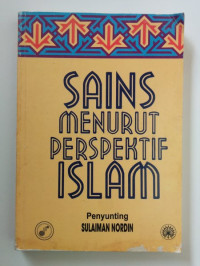 SAINS
MENURUT
PERSPEKTIF
ISLAM
Penyunting
SULAIMAN NORDIN